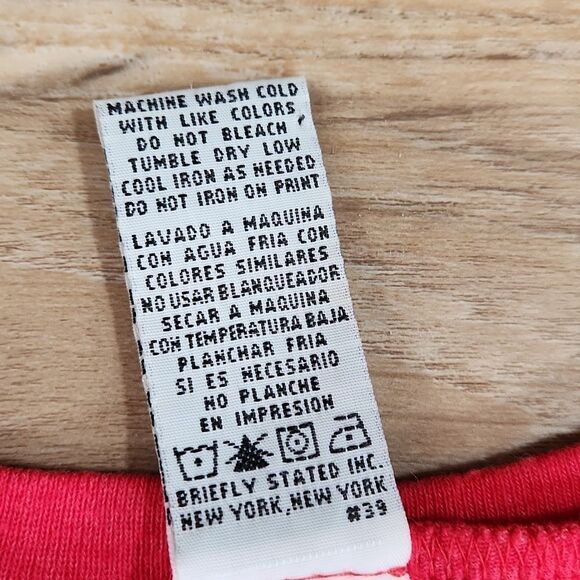 MACHINE WASH COLD
WITH LIKE COLORS
DO NOT BLEACH
TUMBLE DRY LOW
COOL IRON AS NEEDED
DO NOT IRON ON PRINT
LAVADO A MAQUINA
CON AGUA FRIA CON
COLORES SIMILARES
NO USAR BLANQUEADOR
SECAR A MAQUINA
CON TEMPERATURA BAJA
PLANCHAR FRIA
SI ES NECESARIO
NO PLANCHE
EN IMPRESION
BRIEFLY STATED INC.
NEW YORK, NEW YORK
#39